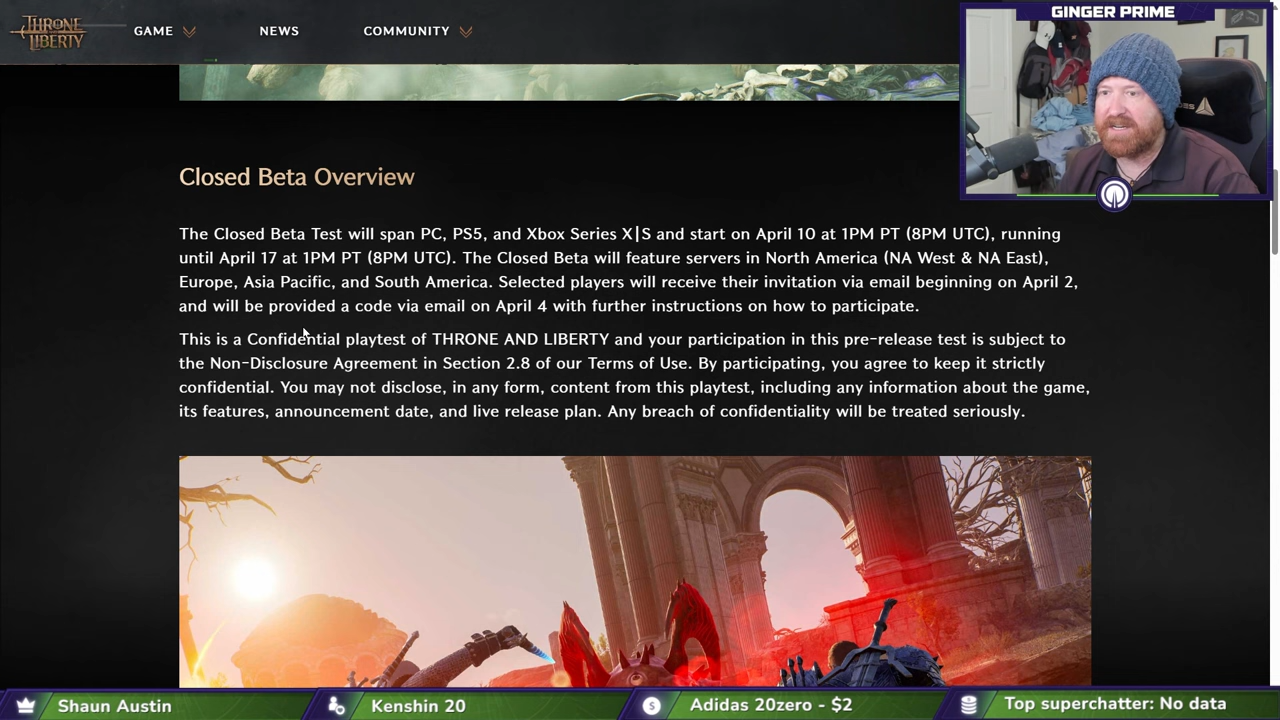 THRONE AND LIBERTY
GAME
NEWS
COMMUNITY
GINGER PRIME
Closed Beta Overview
The Closed Beta Test will span PC, PS5, and Xbox Series X|S and start on April 10 at 1PM PT (8PM UTC), running
until April 17 at 1PM PT (8PM UTC). The Closed Beta will feature servers in North America (NA West & NA East),
Europe, Asia Pacific, and South America. Selected players will receive their invitation via email beginning on April 2,
and will be provided a code via email on April 4 with further instructions on how to participate.
This is a Confidential playtest of THRONE AND LIBERTY and your participation in this pre-release test is subject to
the Non-Disclosure Agreement in Section 2.8 of our Terms of Use. By participating, you agree to keep it strictly
confidential. You may not disclose, in any form, content from this playtest, including any information about the game,
its features, announcement date, and live release plan. Any breach of confidentiality will be treated seriously.
Shaun Austin
Kenshin 20
Adidas 20zero - $2
Top superchatter: No data